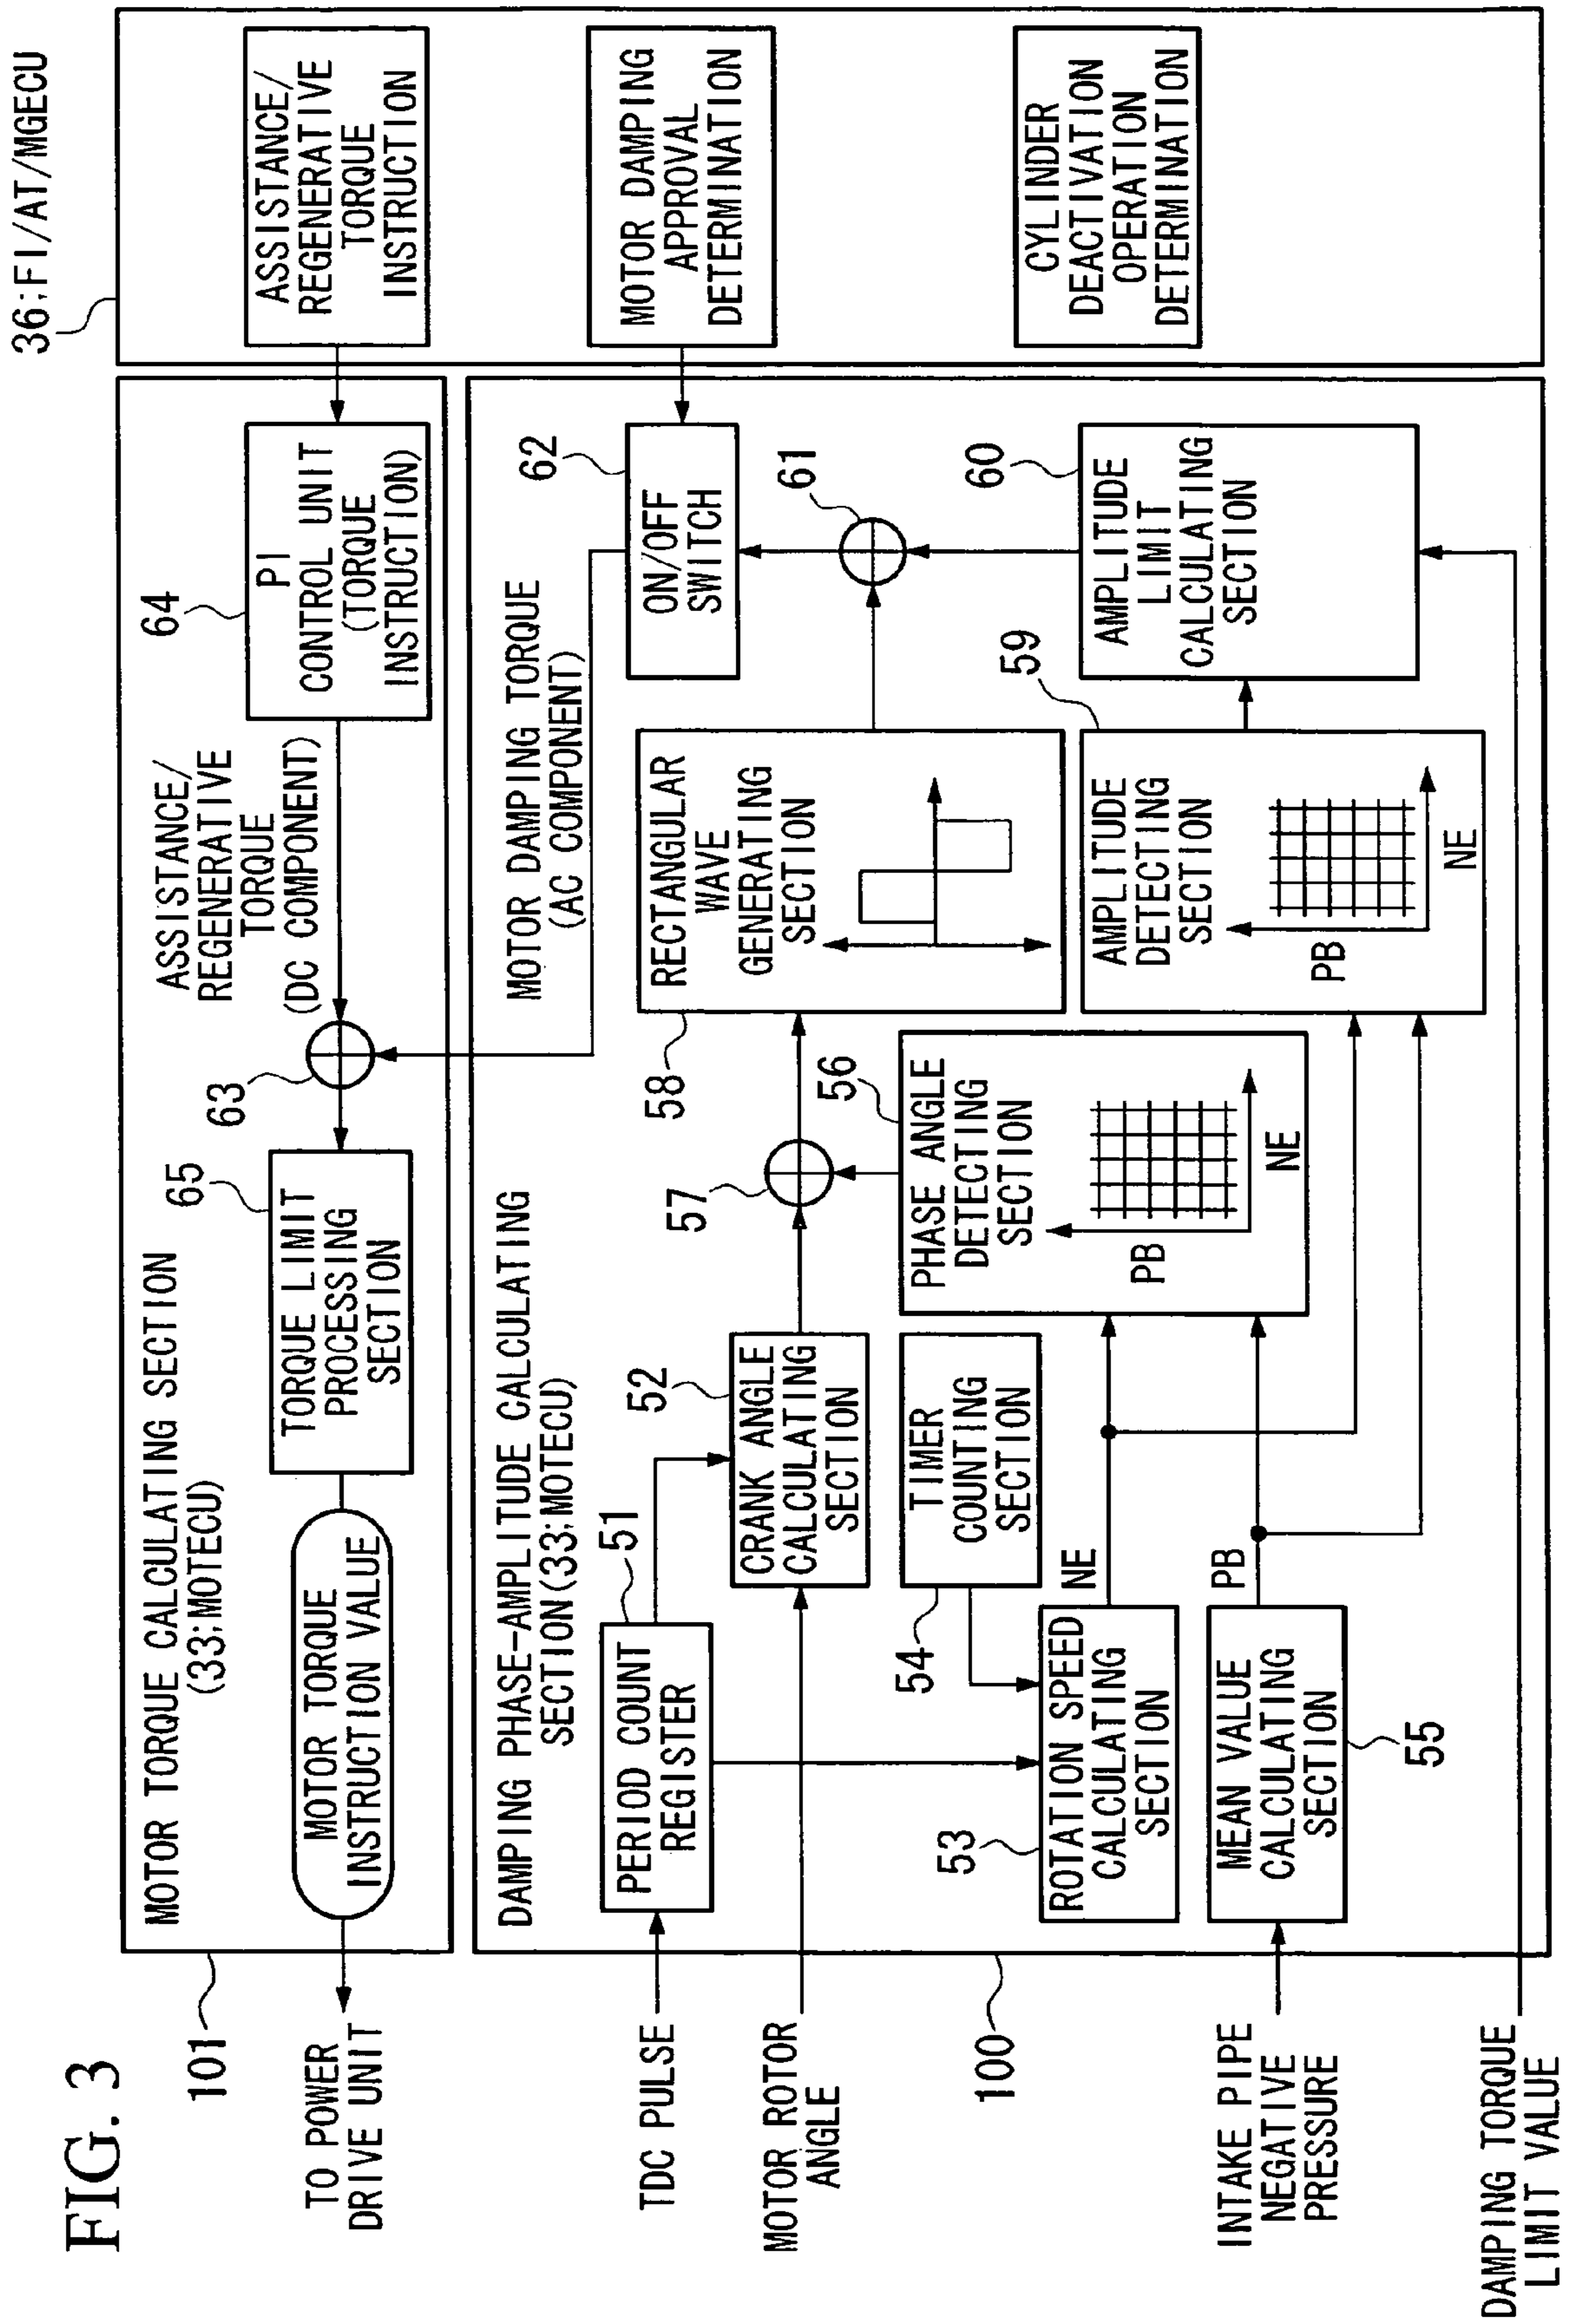 FIG. 3
36;FI/AT/MGECU
101
MOTOR TORQUE CALCULATING SECTION
(33;MOTECU)
TO POWER
DRIVE UNIT
MOTOR TORQUE
INSTRUCTION VALUE
65
TORQUE LIMIT
PROCESSING
SECTION
63
ASSISTANCE/
REGENERATIVE
TORQUE
(DC COMPONENT)
64
PI
CONTROL UNIT
(TORQUE
INSTRUCTION)
ASSISTANCE/
REGENERATIVE
TORQUE
INSTRUCTION
100
DAMPING PHASE-AMPLITUDE CALCULATING
SECTION(33;MOTECU)
MOTOR DAMPING TORQUE
(AC COMPONENT)
62
ON/OFF
SWITCH
MOTOR DAMPING
APPROVAL
DETERMINATION
TDC PULSE
PERIOD COUNT
REGISTER
51
MOTOR ROTOR
ANGLE
52
CRANK ANGLE
CALCULATING
SECTION
57
58
RECTANGULAR
WAVE
GENERATING
SECTION
61
54
TIMER
COUNTING
SECTION
56
PHASE ANGLE
DETECTING
SECTION
PB
NE
53
ROTATION SPEED
CALCULATING
SECTION
NE
59
AMPLITUDE
DETECTING
SECTION
PB
NE
60
AMPLITUDE
LIMIT
CALCULATING
SECTION
CYLINDER
DEACTIVATION
OPERATION
DETERMINATION
INTAKE PIPE
NEGATIVE
PRESSURE
MEAN VALUE
CALCULATING
SECTION
55
PB
DAMPING TORQUE
LIMIT VALUE